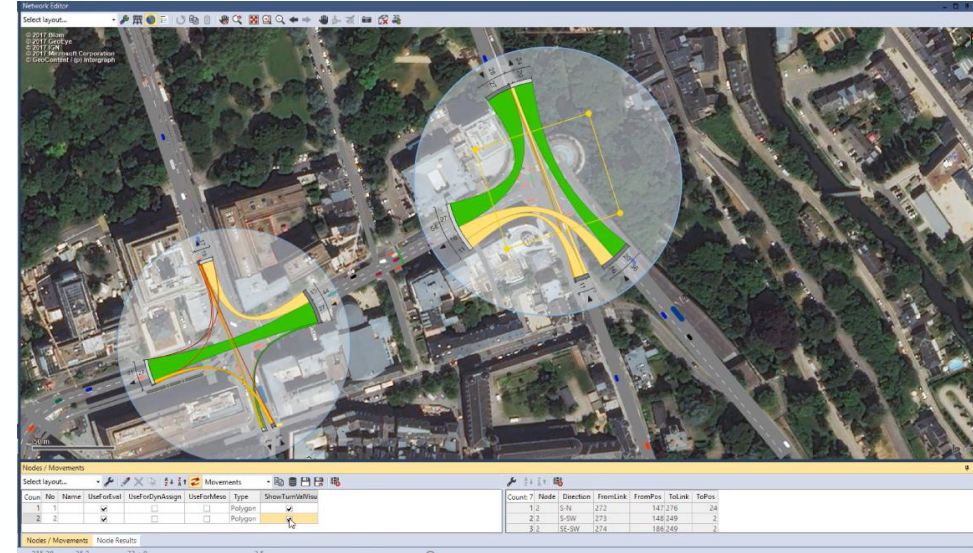 Network Editor
Select layout...
© 2017 Blom
© 2017 GeoEye
© 2017 IGN
© 2017 Microsoft Corporation
© GeoContent / (p) Intergraph
50 m
Nodes / Movements
Select layout... Movements
Coun No Name UseForEval UseForDynAssign UseForMeso Type ShowTurnValVisu
1 1 Polygon
2 2 Polygon
Count: 7 Node Direction FromLink FromPos ToLink ToPos
1 2 S-N 272 147 276 24
2 2 S-SW 273 148 249 2
3 2 SE-SW 274 186 249 2
Nodes / Movements Node Results